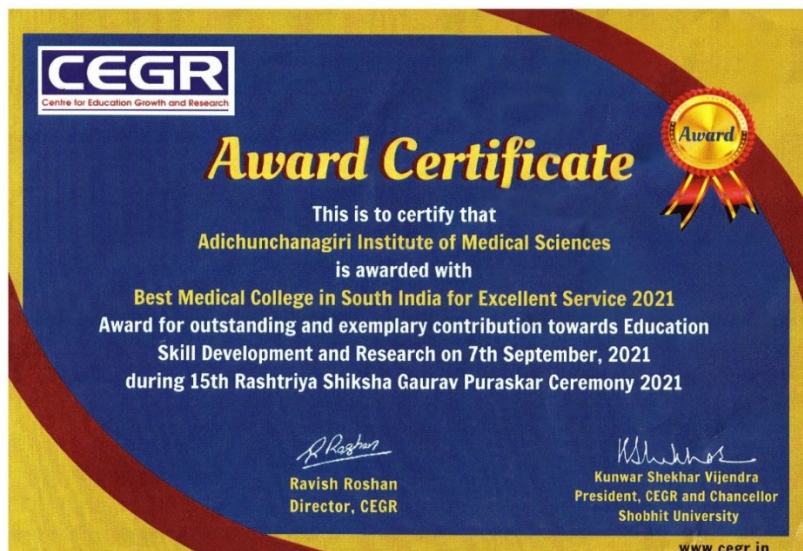 CEGR
Centre for Education Growth and Research
Award
Award Certificate
This is to certify that
Adichunchanagiri Institute of Medical Sciences
is awarded with
Best Medical College in South India for Excellent Service 2021
Award for outstanding and exemplary contribution towards Education
Skill Development and Research on 7th September, 2021
during 15th Rashtriya Shiksha Gaurav Puraskar Ceremony 2021
Ravish Roshan
Director, CEGR
Kunwar Shekhar Vijendra
President, CEGR and Chancellor
Shobhit University
www.cegr.in